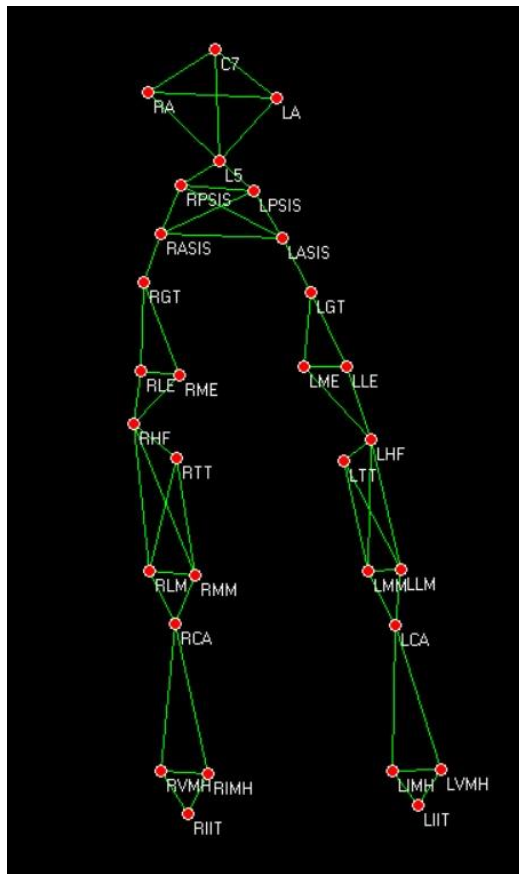 C7
RA
LA
L5
RPSIS
LPSIS
RASIS
LASIS
RGT
LGT
RLE
RME
LME
LLE
RHF
LHF
RTT
LTT
RLM
RMM
LMM
LLM
RCA
LCA
RVMH
RIMH
LIMH
LVMH
RIIT
LIIT